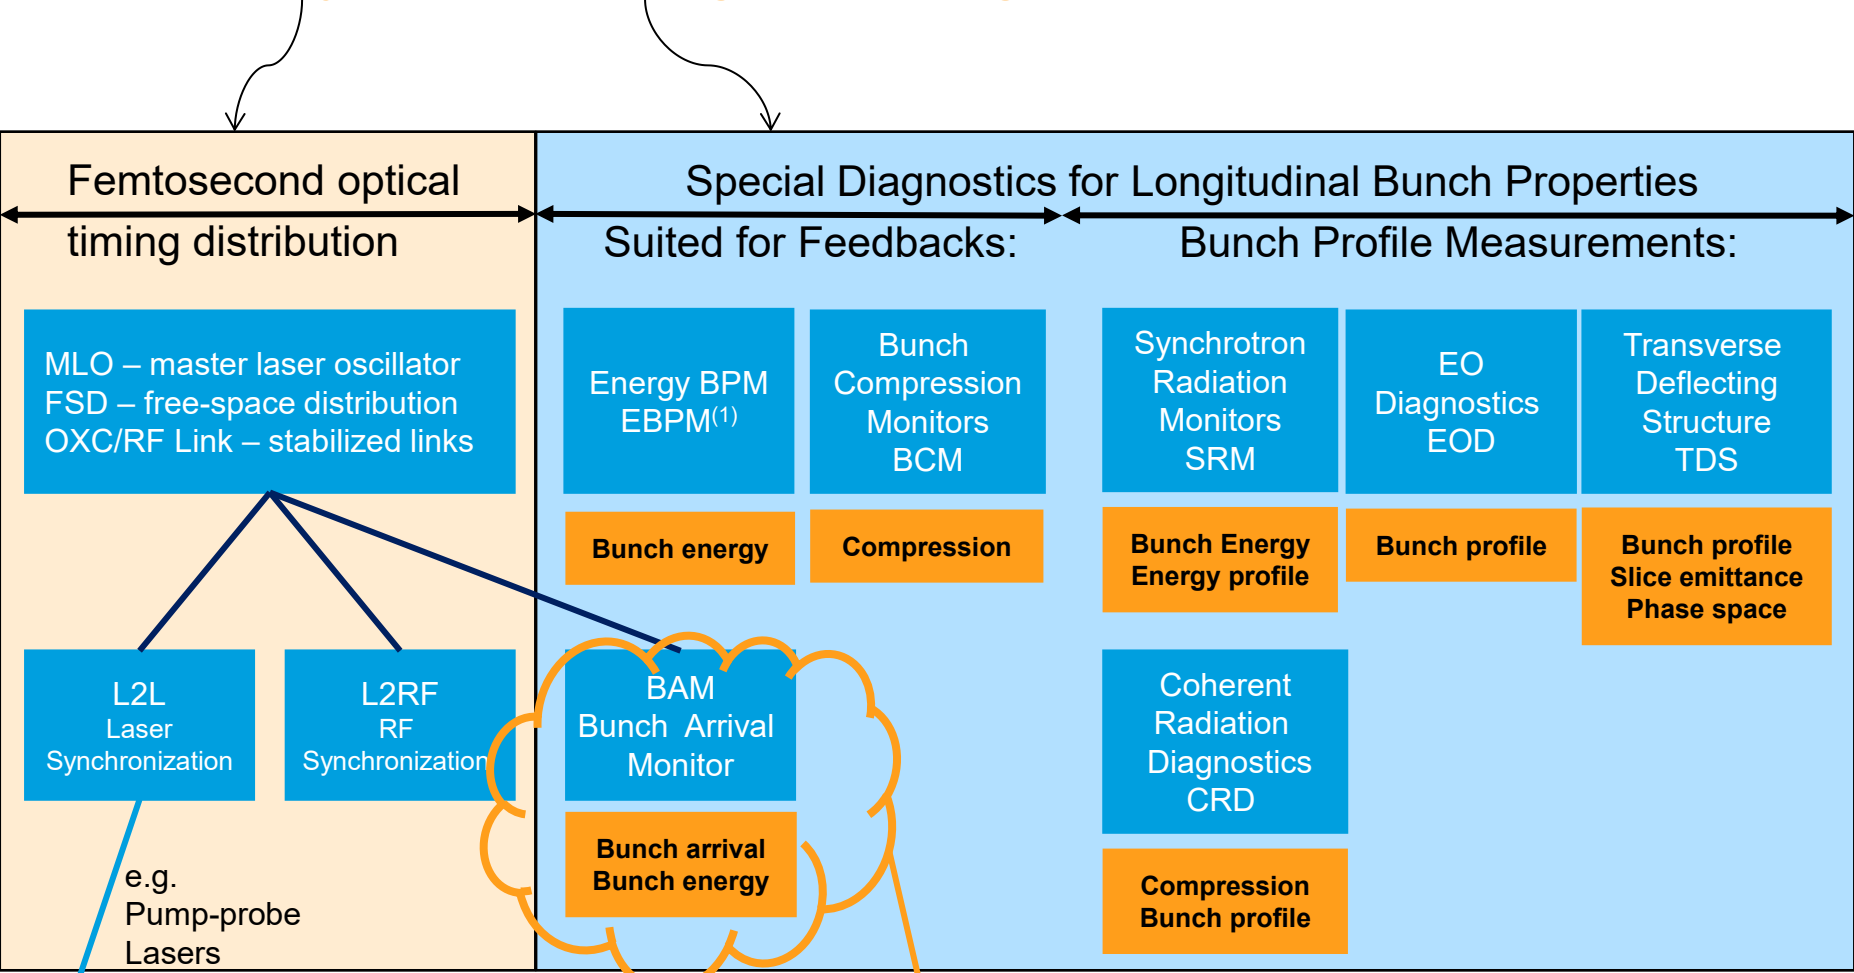 Femtosecond optical
timing distribution
Special Diagnostics for Longitudinal Bunch Properties
Suited for Feedbacks:
Bunch Profile Measurements:
MLO – master laser oscillator
FSD – free-space distribution
OXC/RF Link – stabilized links
Energy BPM
EBPM(1)
Bunch
Compression
Monitors
BCM
Synchrotron
Radiation
Monitors
SRM
EO
Diagnostics
EOD
Transverse
Deflecting
Structure
TDS
Bunch energy
Compression
Bunch Energy
Energy profile
Bunch profile
Bunch profile
Slice emittance
Phase space
L2L
Laser
Synchronization
L2RF
RF
Synchronization
BAM
Bunch Arrival
Monitor
Coherent
Radiation
Diagnostics
CRD
Bunch arrival
Bunch energy
Compression
Bunch profile
e.g.
Pump-probe
Lasers